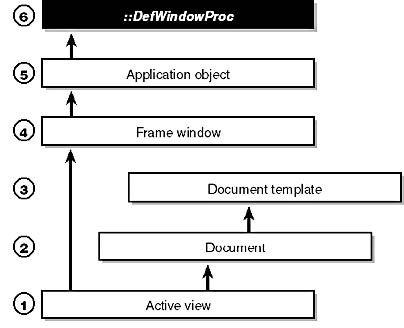 6 ::DefWindowProc
5 Application object
4 Frame window
3 Document template
2 Document
1 Active view